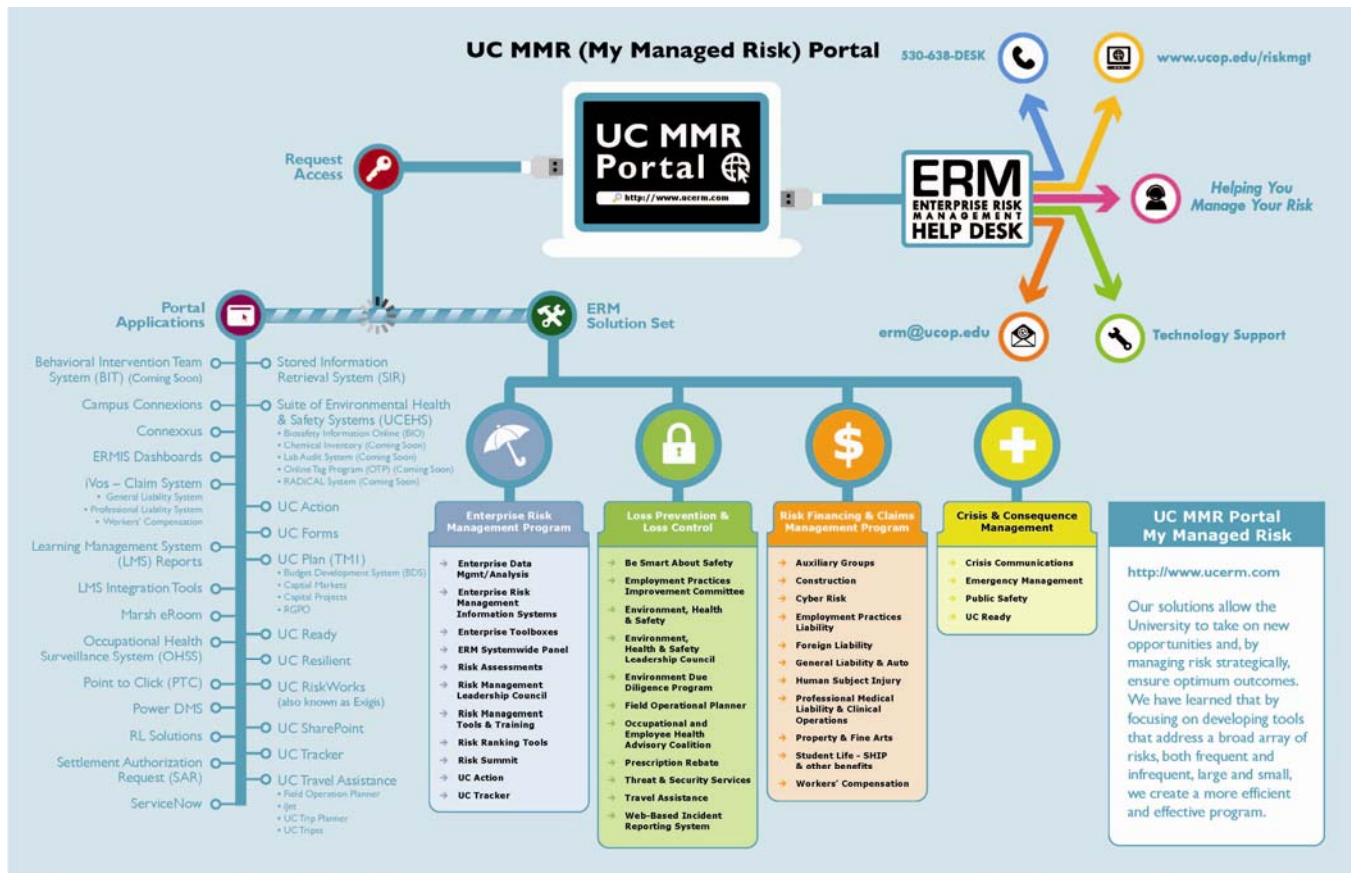 UC MMR (My Managed Risk) Portal
530-638-DESK
www.ucop.edu/riskmgt
UC MMR
Portal
http://www.ucerm.com
Request
Access
ERM
ENTERPRISE RISK
MANAGEMENT
HELP DESK
Helping You
Manage Your Risk
erm@ucop.edu
Technology Support
Portal
Applications
ERM
Solution Set
Behavioral Intervention Team
System (BIT) (Coming Soon)
Campus Connexions
Connexxus
ERMIS Dashboards
iVos – Claim System
• General Liability System
• Professional Liability System
• Workers' Compensation
Learning Management System
(LMS) Reports
LMS Integration Tools
Marsh eRoom
Occupational Health
Surveillance System (OHSS)
Point to Click (PTC)
Power DMS
RL Solutions
Settlement Authorization
Request (SAR)
ServiceNow
Stored Information
Retrieval System (SIR)
Suite of Environmental Health
& Safety Systems (UCEHS)
• Biosafety Information Online (BIO)
• Chemical Inventory (Coming Soon)
• Lab Audit System (Coming Soon)
• Online Tag Program (OTP) (Coming Soon)
• RADiCAL System (Coming Soon)
UC Action
UC Forms
UC Plan (TM1)
• Budget Development System (BDS)
• Capital Markets
• Capital Projects
• RGPO
UC Ready
UC Resilient
UC RiskWorks
(also known as Exigis)
UC SharePoint
UC Tracker
UC Travel Assistance
• Field Operation Planner
• iJet
• UC Trip Planner
• UC Trips
Enterprise Risk
Management Program
Enterprise Data
Mgmt/Analysis
Enterprise Risk
Management
Information Systems
Enterprise Toolboxes
ERM Systemwide Panel
Risk Assessments
Risk Management
Leadership Council
Risk Management
Tools & Training
Risk Ranking Tools
Risk Summit
UC Action
UC Tracker
Loss Prevention &
Loss Control
Be Smart About Safety
Employment Practices
Improvement Committee
Environment, Health
& Safety
Environment,
Health & Safety
Leadership Council
Environment Due
Diligence Program
Field Operational Planner
Occupational and
Employee Health
Advisory Coalition
Prescription Rebate
Threat & Security Services
Travel Assistance
Web-Based Incident
Reporting System
Risk Financing & Claims
Management Program
Auxiliary Groups
Construction
Cyber Risk
Employment Practices
Liability
Foreign Liability
General Liability & Auto
Human Subject Injury
Professional Medical
Liability & Clinical
Operations
Property & Fine Arts
Student Life - SHIP
& other benefits
Workers' Compensation
Crisis & Consequence
Management
Crisis Communications
Emergency Management
Public Safety
UC Ready
UC MMR Portal
My Managed Risk
http://www.ucerm.com
Our solutions allow the
University to take on new
opportunities and, by
managing risk strategically,
ensure optimum outcomes.
We have learned that by
focusing on developing tools
that address a broad array of
risks, both frequent and
infrequent, large and small,
we create a more efficient
and effective program.